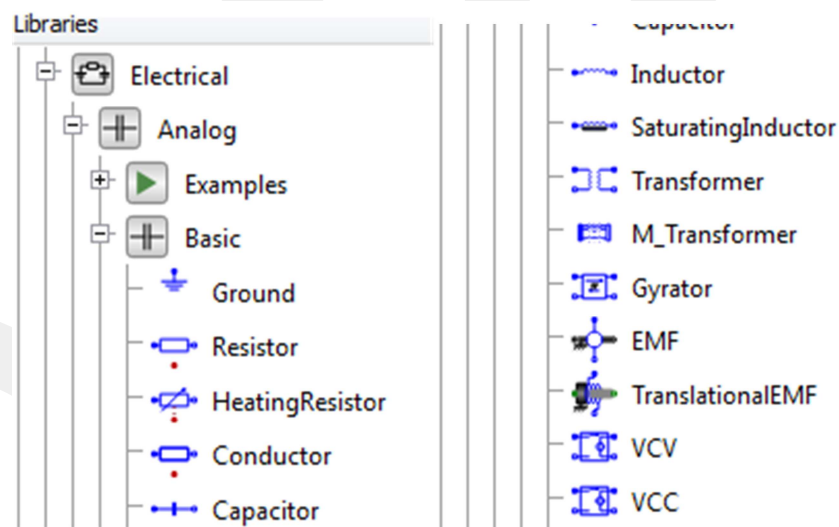 Libraries
Electrical
Analog
Examples
Basic
Ground
Resistor
HeatingResistor
Conductor
Capacitor
Capacitor
Inductor
SaturatingInductor
Transformer
M_Transformer
Gyrator
EMF
TranslationalEMF
VCV
VCC